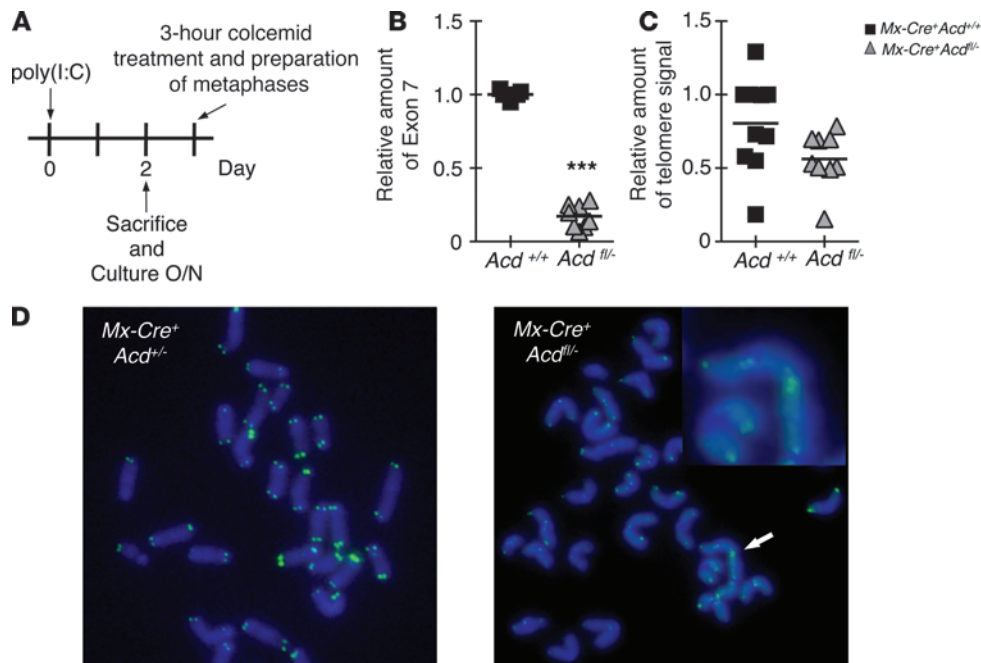 A
3-hour colcemid
treatment and preparation
of metaphases
poly(I:C)
0
2
Day
Sacrifice
and
Culture O/N
B
Relative amount
of Exon 7
1.5
1.0
0.5
0
***
Acd +/+
Acd fl/-
C
Relative amount
of telomere signal
1.5
1.0
0.5
0
Acd +/+
Acd fl/-
Mx-Cre+Acd+/+
Mx-Cre+Acdfl/-
D
Mx-Cre+
Acd+/-
Mx-Cre+
Acdfl/-